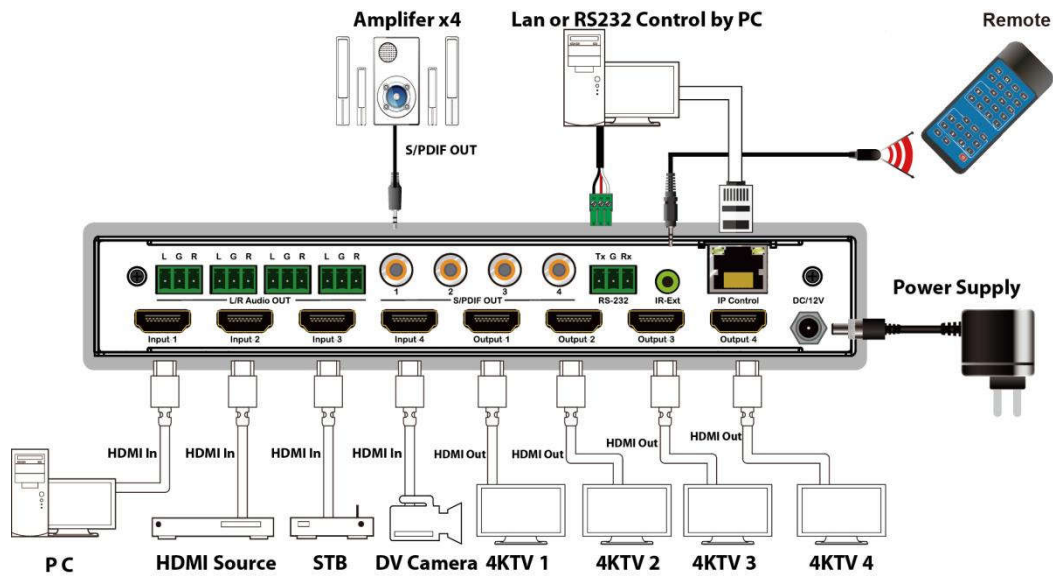 Amplifer x4
Lan or RS232 Control by PC
Remote
S/PDIF OUT
L G R L G R L G R L G R
Tx G Rx
1 2 3 4
L/R Audio OUT
S/PDIF OUT
RS-232
IR-Ext
IP Control
DC/12V
Power Supply
Input 1 Input 2 Input 3 Input 4 Output 1 Output 2 Output 3 Output 4
HDMI In HDMI In HDMI In HDMI In HDMI Out HDMI Out HDMI Out HDMI Out
PC HDMI Source STB DV Camera 4KTV 1 4KTV 2 4KTV 3 4KTV 4